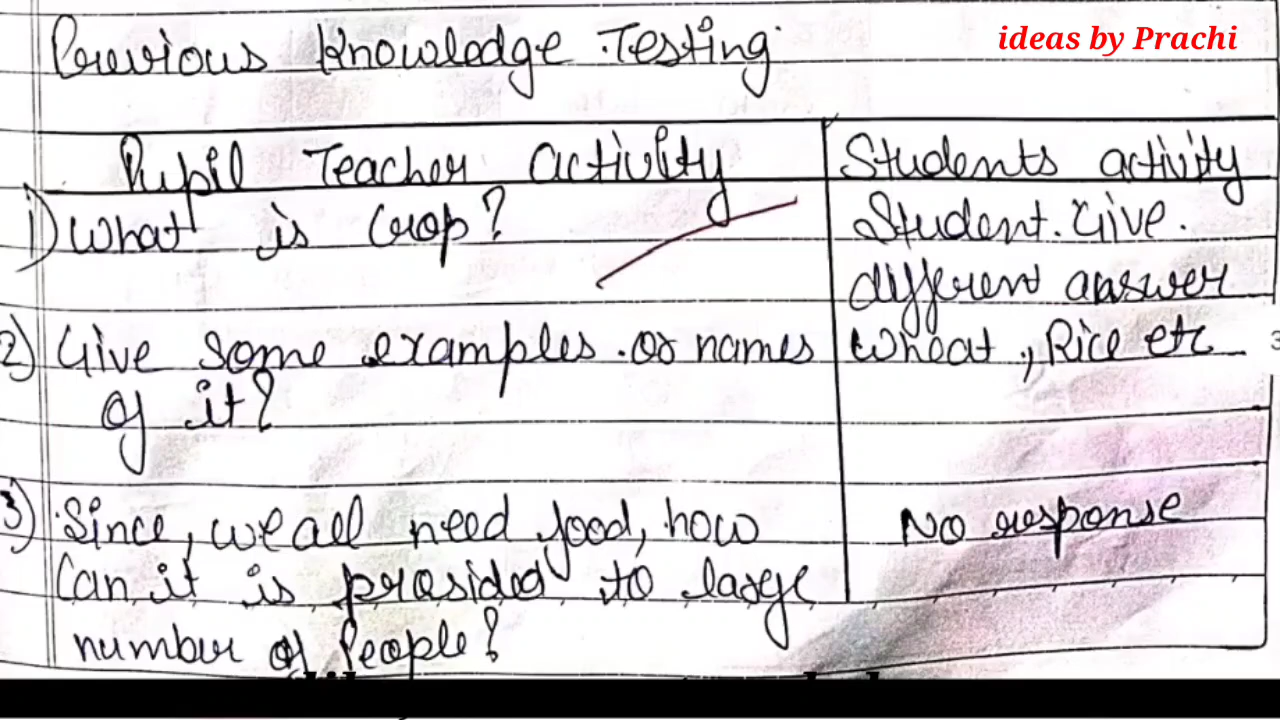 ideas by Prachi
Previous Knowledge Testing
Pupil Teacher activity
Students activity
1) What is Crop?
Student. Give.
different answer
2) Give some examples. or names
of it?
Wheat, Rice etc
3) Since, we all need food, how
Can it is prosided to large
number of People?
No response